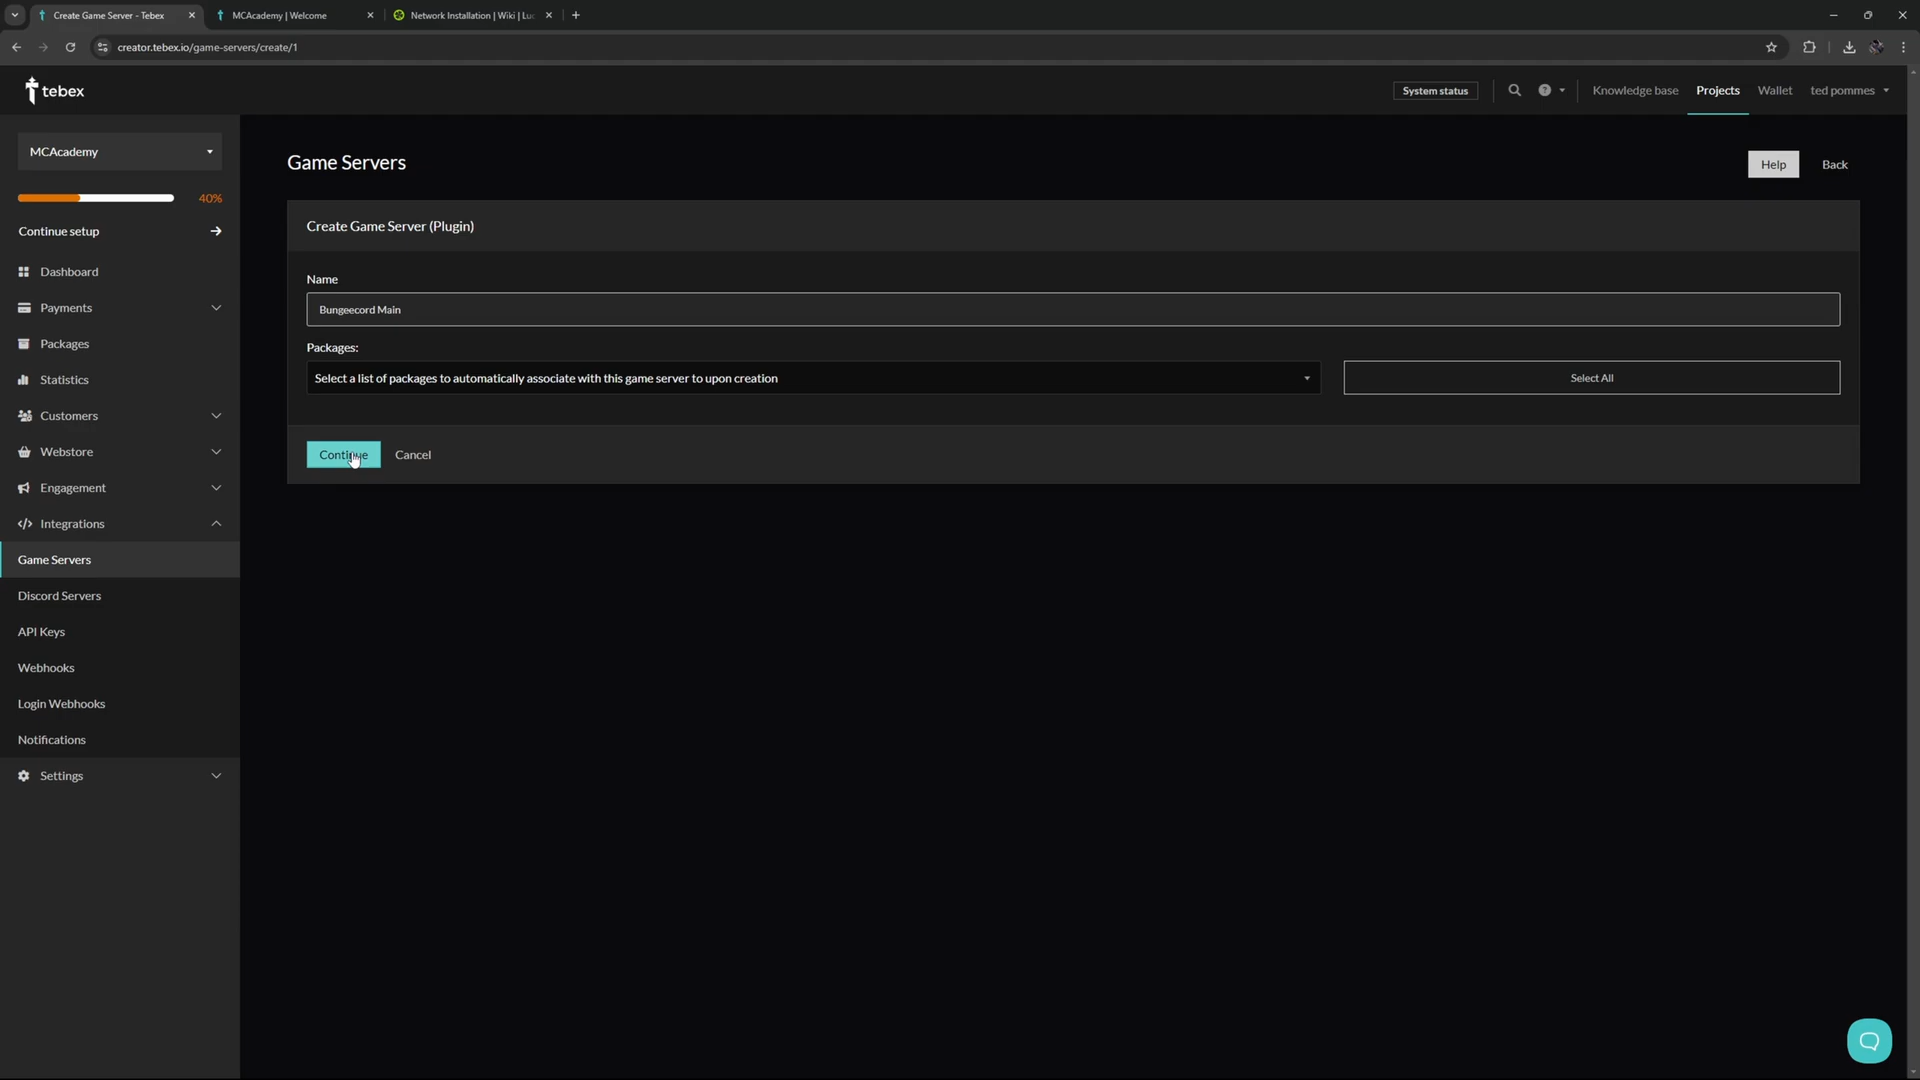 Create Game Server - Tebex
MCAcademy | Welcome
Network Installation | Wiki | Luc
creator.tebex.io/game-servers/create/1
tebex
System status
Knowledge base
Projects
Wallet
ted pommes
MCAcademy
40%
Continue setup
Dashboard
Payments
Packages
Statistics
Customers
Webstore
Engagement
Integrations
Game Servers
Discord Servers
API Keys
Webhooks
Login Webhooks
Notifications
Settings
Game Servers
Help
Back
Create Game Server (Plugin)
Name
Bungeecord Main
Packages:
Select a list of packages to automatically associate with this game server to upon creation
Select All
Continue
Cancel